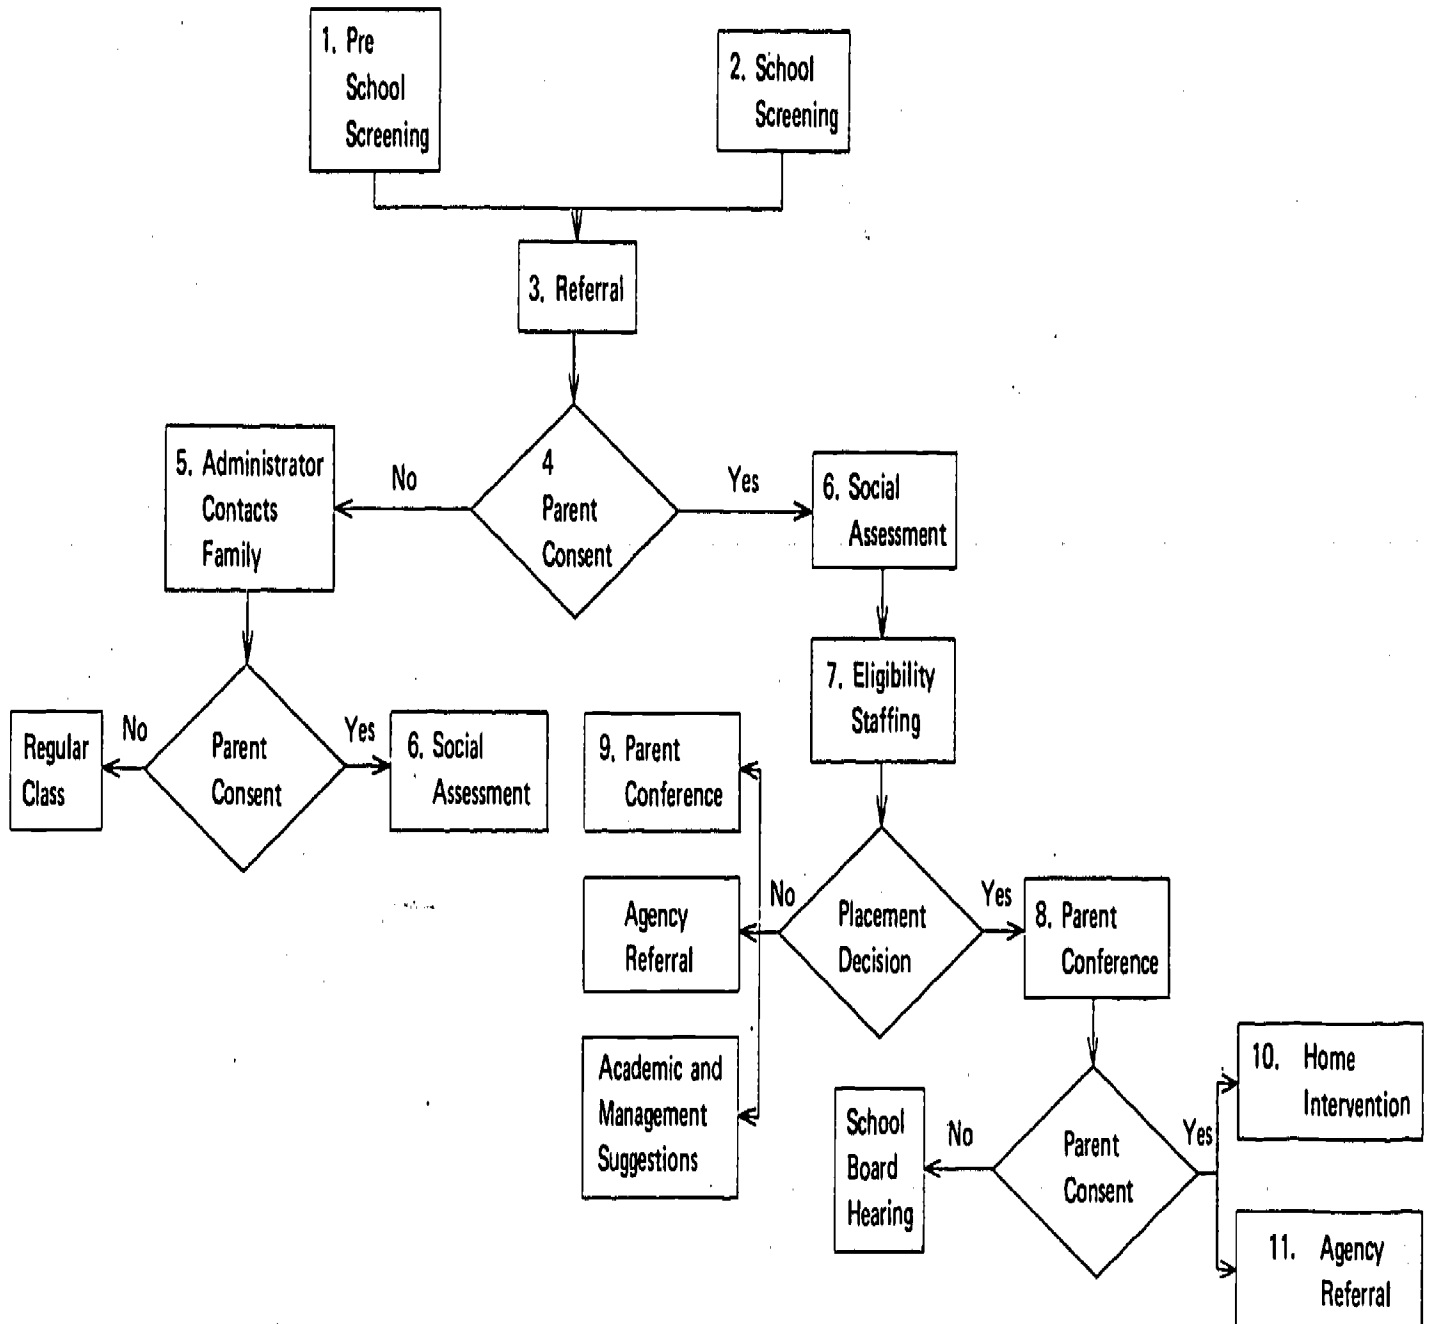 1. Pre
School
Screening
2. School
Screening
3. Referral
4
Parent
Consent
No
Yes
5. Administrator
Contacts
Family
6. Social
Assessment
7. Eligibility
Staffing
Parent
Consent
No
Yes
Regular
Class
6. Social
Assessment
9. Parent
Conference
Agency
Referral
Academic and
Management
Suggestions
No
Placement
Decision
Yes
8. Parent
Conference
School
Board
Hearing
No
Parent
Consent
Yes
10. Home
Intervention
11. Agency
Referral